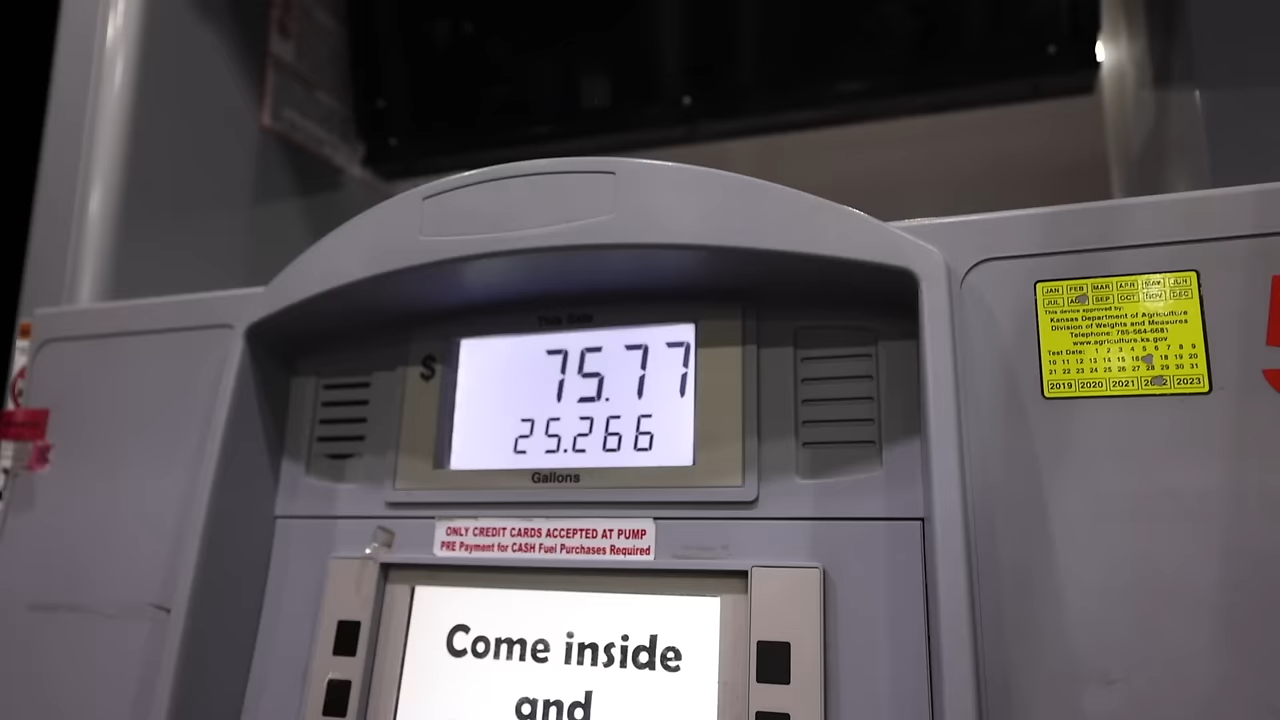 This Sale
$
75.77
25.266
Gallons
ONLY CREDIT CARDS ACCEPTED AT PUMP
PRE Payment for CASH Fuel Purchases Required
Come inside
and
JAN FEB MAR APR MAY JUN
JUL AUG SEP OCT NOV DEC
This device approved by:
Kansas Department of Agriculture
Division of Weights and Measures
Telephone: 785-564-6681
www.agriculture.ks.gov
Test Date: 1 2 3 4 5 6 7 8 9
10 11 12 13 14 15 16 18 19 20
21 22 23 24 25 26 27 28 29 30 31
2019 2020 2021 2022 2023